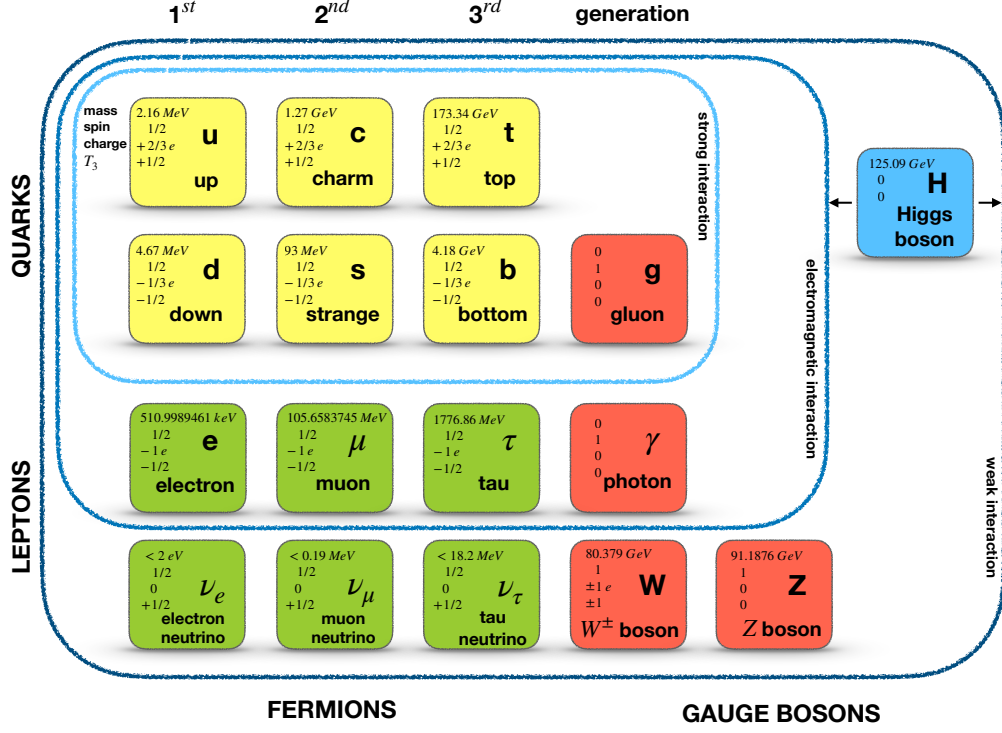 1st 2nd 3rd generation
QUARKS
LEPTONS
mass
spin
charge
T₃
2.16 MeV
1/2
+2/3 e
+1/2
u
up
1.27 GeV
1/2
+2/3 e
+1/2
c
charm
173.34 GeV
1/2
+2/3 e
+1/2
t
top
strong interaction
125.09 GeV
0
0
H
Higgs
boson
4.67 MeV
1/2
−1/3 e
−1/2
d
down
93 MeV
1/2
−1/3 e
−1/2
s
strange
4.18 GeV
1/2
−1/3 e
−1/2
b
bottom
0
1
0
0
g
gluon
electromagnetic interaction
510.9989461 keV
1/2
−1 e
−1/2
e
electron
105.6583745 MeV
1/2
−1 e
−1/2
μ
muon
1776.86 MeV
1/2
−1 e
−1/2
τ
tau
0
1
0
0
γ
photon
weak interaction
< 2 eV
1/2
0
+1/2
νe
electron
neutrino
< 0.19 MeV
1/2
0
+1/2
νμ
muon
neutrino
< 18.2 MeV
1/2
0
+1/2
ντ
tau
neutrino
80.379 GeV
1
±1 e
±1
W
W± boson
91.1876 GeV
1
0
0
Z
Z boson
FERMIONS
GAUGE BOSONS